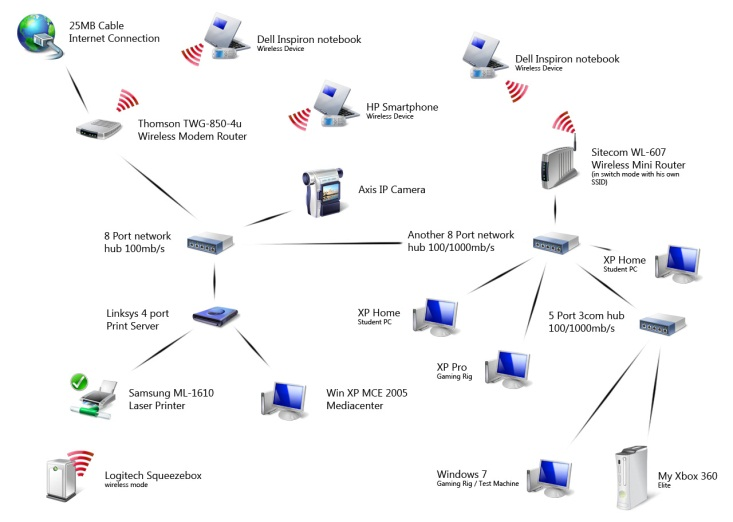 25MB Cable
Internet Connection
Dell Inspiron notebook
Wireless Device
Dell Inspiron notebook
Wireless Device
HP Smartphone
Wireless Device
Thomson TWG-850-4u
Wireless Modem Router
Sitecom WL-607
Wireless Mini Router
(in switch mode with his own
SSID)
Axis IP Camera
8 Port network
hub 100mb/s
Another 8 Port network
hub 100/1000mb/s
XP Home
Student PC
Linksys 4 port
Print Server
XP Home
Student PC
5 Port 3com hub
100/1000mb/s
XP Pro
Gaming Rig
Samsung ML-1610
Laser Printer
Win XP MCE 2005
Mediacenter
Logitech Squeezebox
wireless mode
Windows 7
Gaming Rig / Test Machine
My Xbox 360
Elite